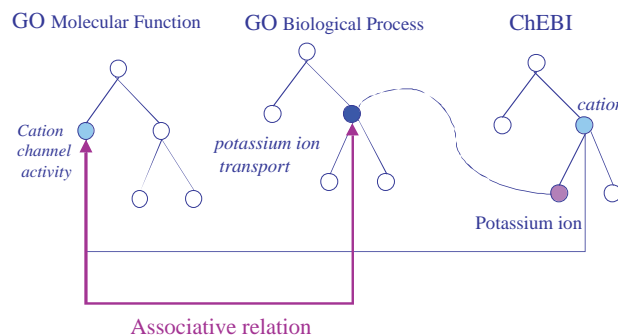 GO Molecular Function
GO Biological Process
ChEBI
Cation
channel
activity
potassium ion
transport
cation
Potassium ion
Associative relation